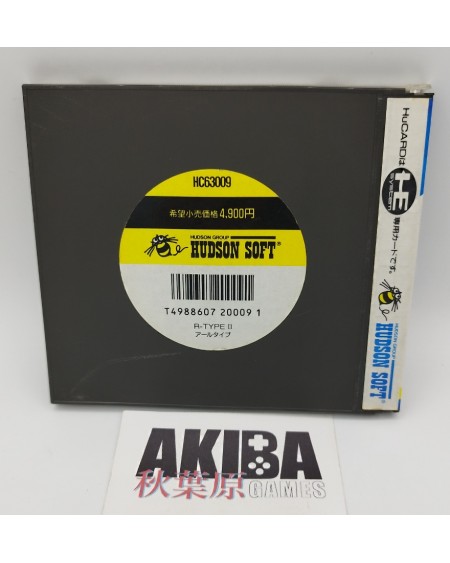 HC63009
希望小売価格 4,900円
HUDSON GROUP
HUDSON SOFT®
T4988607 20009 1
R-TYPE II
アールタイプ
HuCARDは
HE
SYSTEM
専用カードです。
HUDSON GROUP
HUDSON SOFT®
AKIBA
秋葉原
GAMES